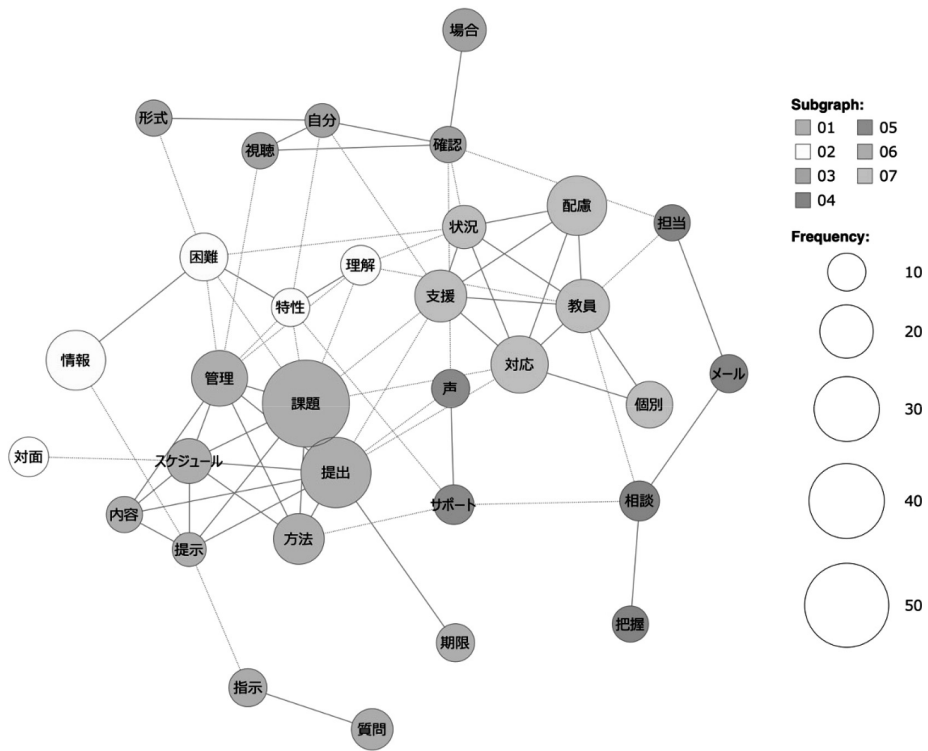 場合
形式
自分
視聴
確認
配慮
状況
担当
困難
理解
支援
特性
教員
情報
管理
対応
メール
声
課題
個別
対面
スケジュール
提出
サポート
相談
内容
方法
提示
把握
期限
指示
質問
Subgraph:
01 05
02 06
03 07
04
Frequency:
10
20
30
40
50